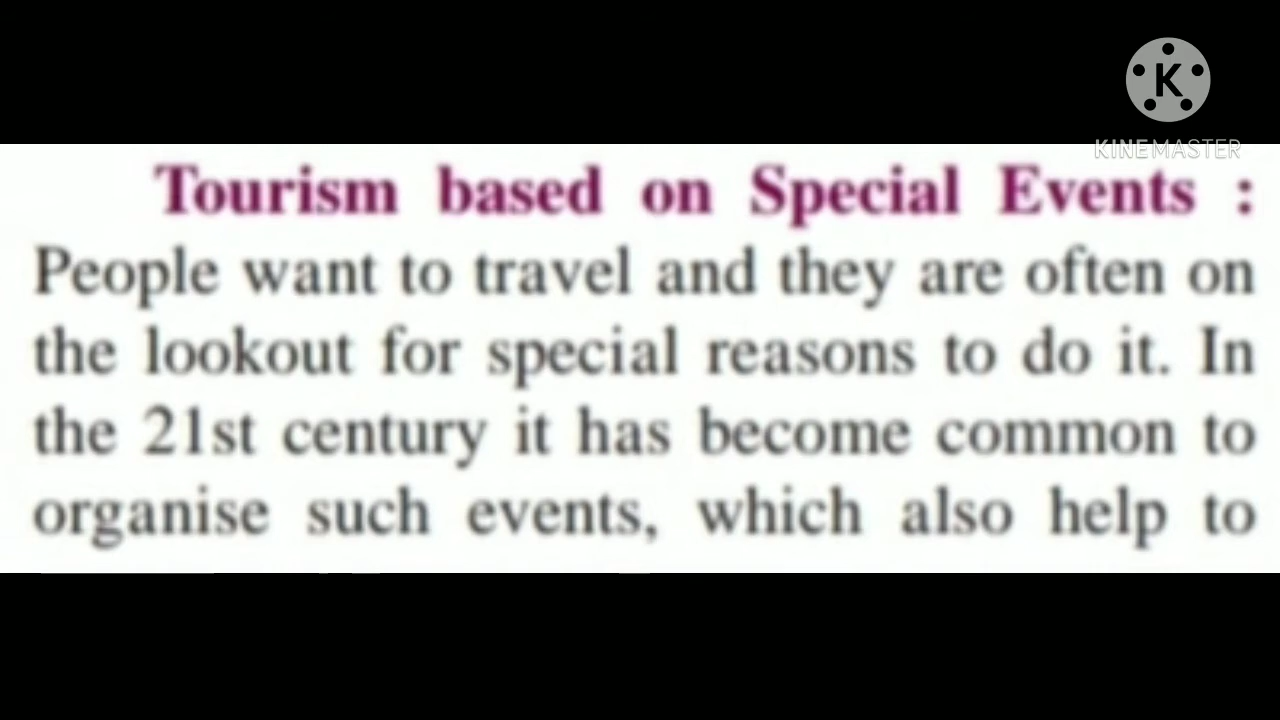 K
KINEMASTER
Tourism based on Special Events :
People want to travel and they are often on
the lookout for special reasons to do it. In
the 21st century it has become common to
organise such events, which also help to